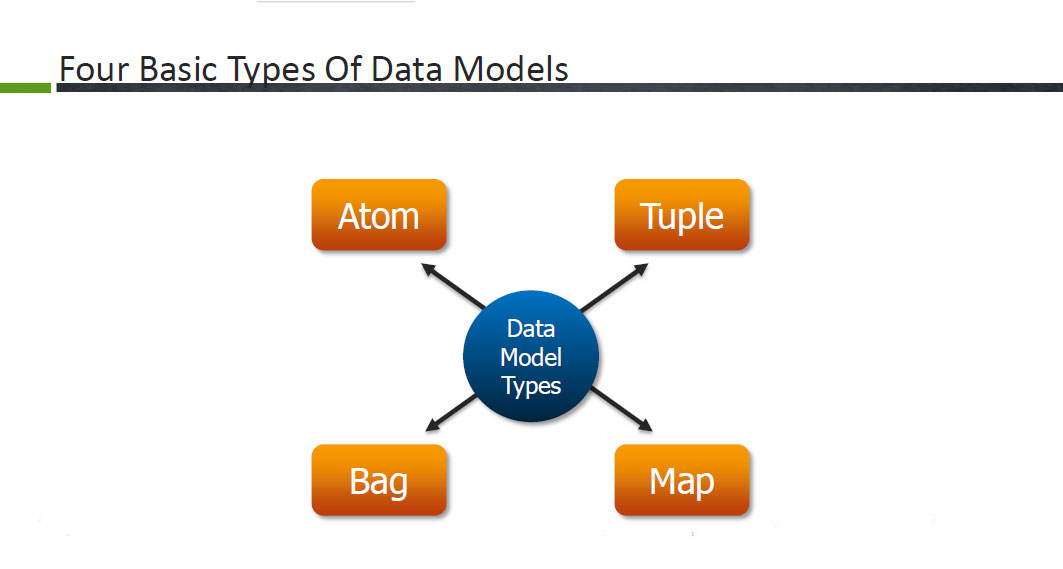 Four Basic Types Of Data Models
Atom
Tuple
Data
Model
Types
Bag
Map